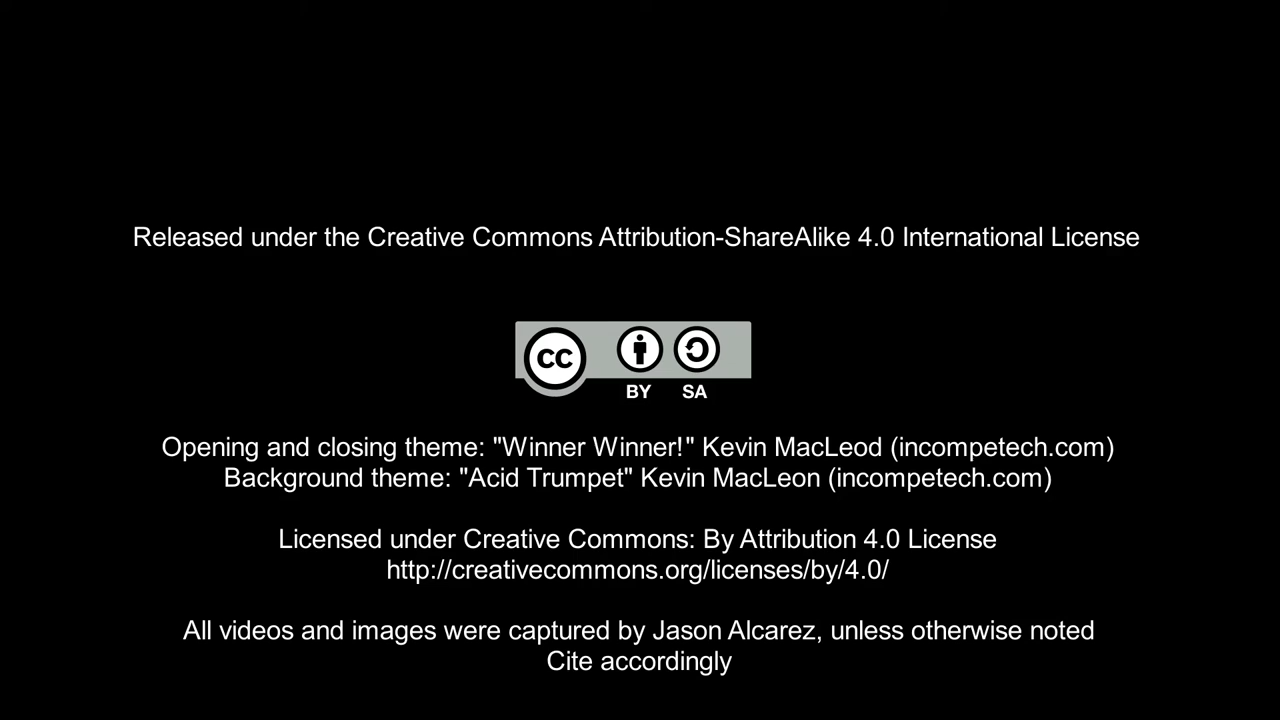 Released under the Creative Commons Attribution-ShareAlike 4.0 International License
CC
BY SA
Opening and closing theme: "Winner Winner!" Kevin MacLeod (incompetech.com)
Background theme: "Acid Trumpet" Kevin MacLeon (incompetech.com)
Licensed under Creative Commons: By Attribution 4.0 License
http://creativecommons.org/licenses/by/4.0/
All videos and images were captured by Jason Alcarez, unless otherwise noted
Cite accordingly